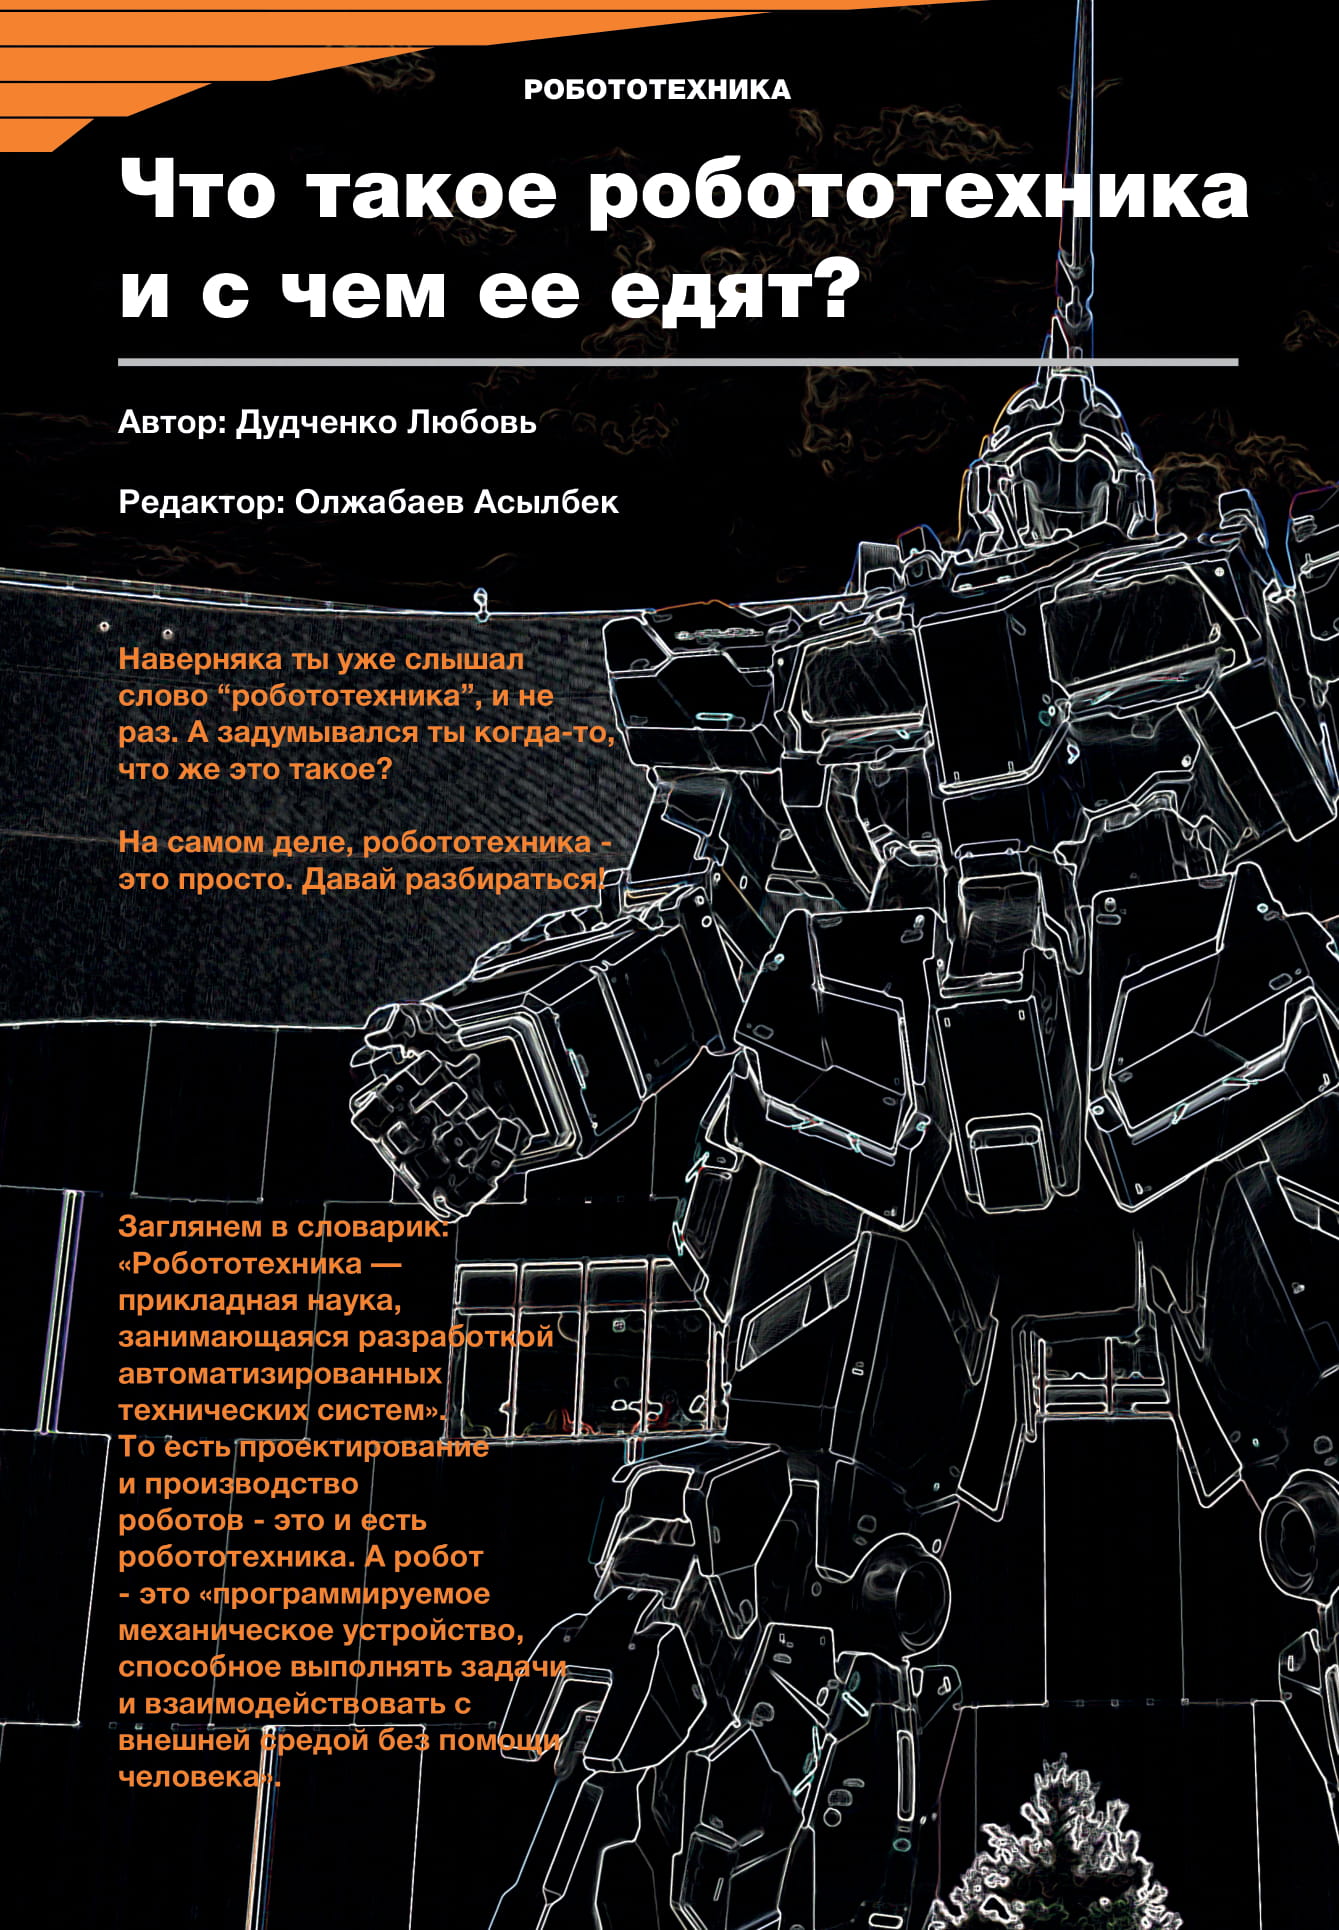 РОБОТОТЕХНИКА
Что такое робототехника
и с чем ее едят?
Автор: Дудченко Любовь
Редактор: Олжабаев Асылбек
Наверняка ты уже слышал
слово “робототехника”, и не
раз. А задумывался ты когда-то,
что же это такое?
На самом деле, робототехника -
это просто. Давай разбираться!
Заглянем в словарик:
«Робототехника —
прикладная наука,
занимающаяся разработкой
автоматизированных
технических систем».
То есть проектирование
и производство
роботов - это и есть
робототехника. А робот
- это «программируемое
механическое устройство,
способное выполнять задачи
и взаимодействовать с
внешней средой без помощи
человека».